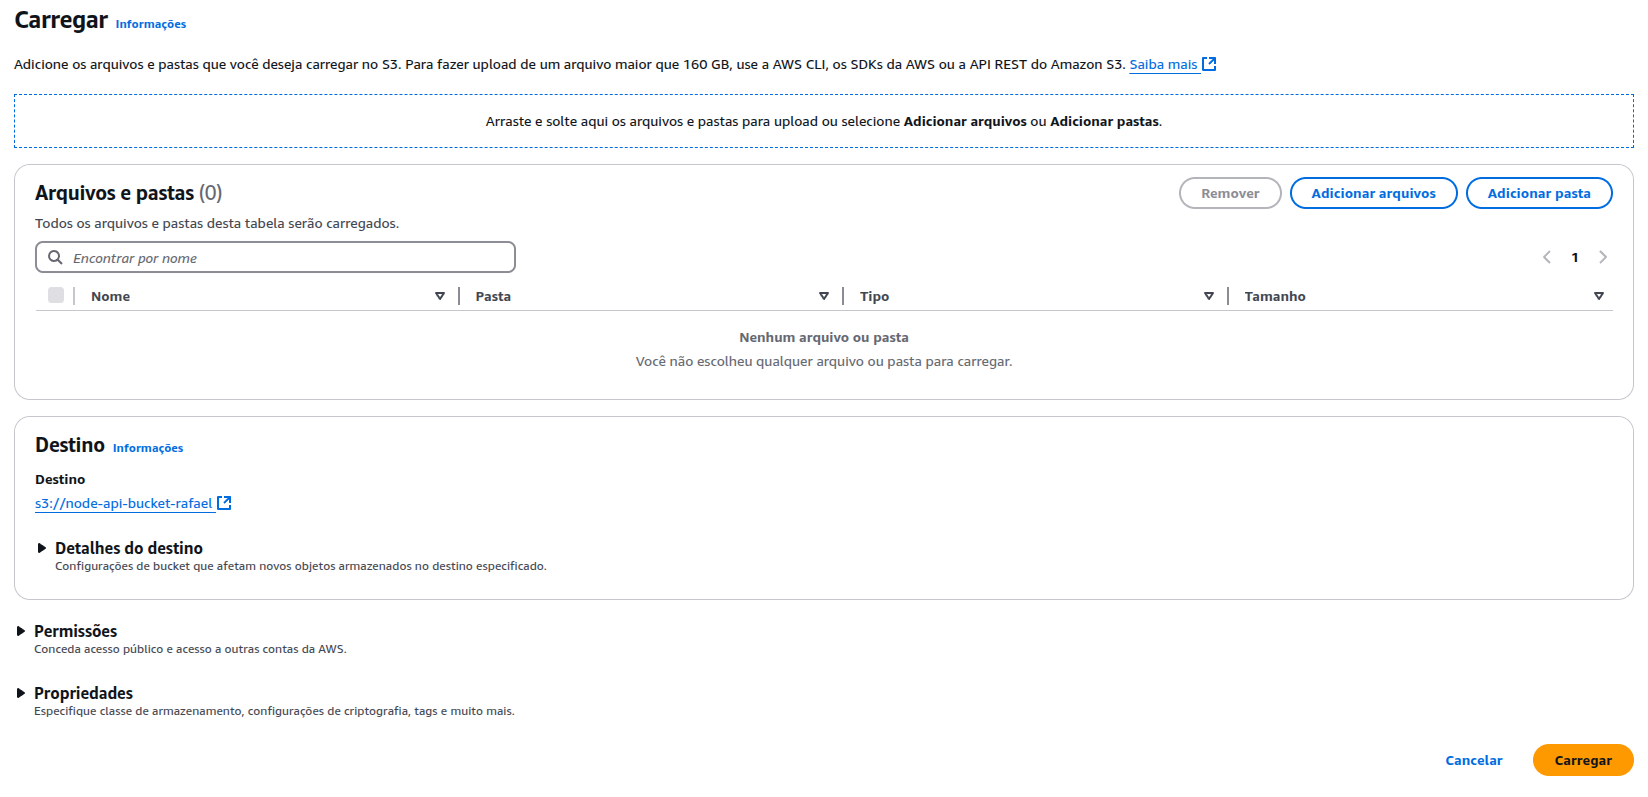 Carregar Informações
Adicione os arquivos e pastas que você deseja carregar no S3. Para fazer upload de um arquivo maior que 160 GB, use a AWS CLI, os SDKs da AWS ou a API REST do Amazon S3. Saiba mais
Arraste e solte aqui os arquivos e pastas para upload ou selecione Adicionar arquivos ou Adicionar pastas.
Arquivos e pastas (0) Remover Adicionar arquivos Adicionar pasta
Todos os arquivos e pastas desta tabela serão carregados.
Encontrar por nome 1
Nome Pasta Tipo Tamanho
Nenhum arquivo ou pasta
Você não escolheu qualquer arquivo ou pasta para carregar.
Destino Informações
Destino
s3://node-api-bucket-rafael
Detalhes do destino
Configurações de bucket que afetam novos objetos armazenados no destino especificado.
Permissões
Conceda acesso público e acesso a outras contas da AWS.
Propriedades
Especifique classe de armazenamento, configurações de criptografia, tags e muito mais.
Cancelar Carregar